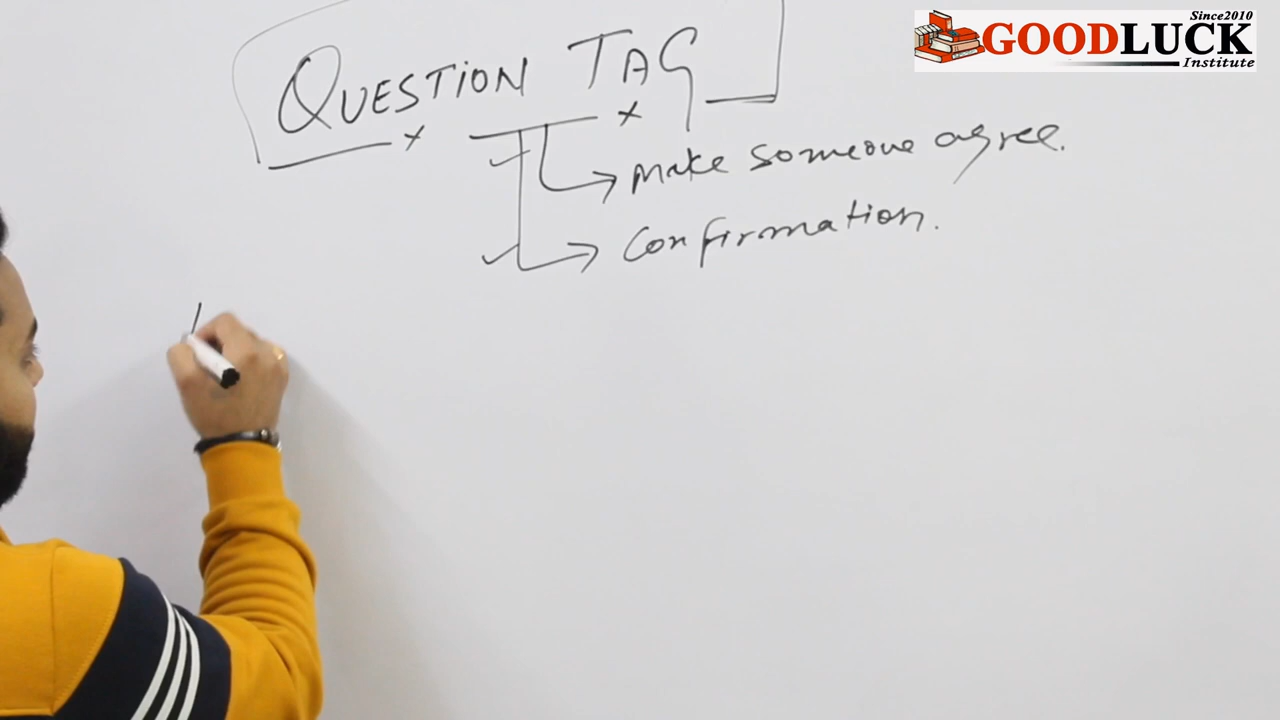 Since2010
GOODLUCK
Institute
QUESTION TAG
make someone agree.
Confirmation.